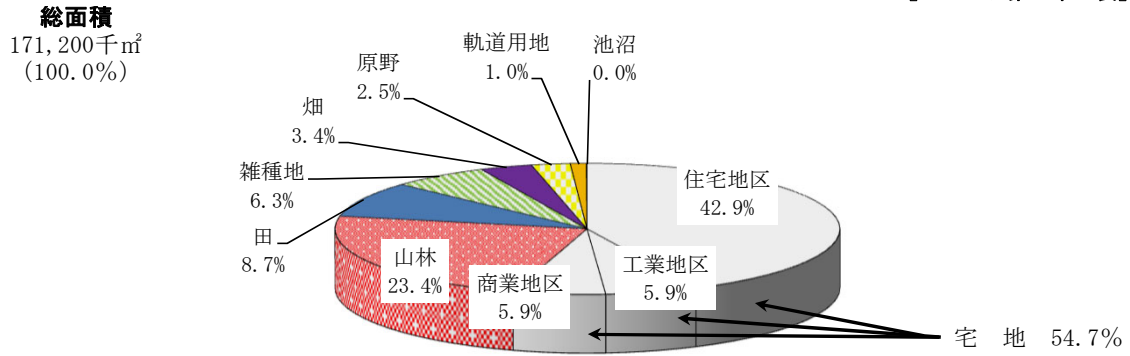 総面積
171,200千㎡
(100.0%)
軌道用地
1.0%
池沼
0.0%
原野
2.5%
畑
3.4%
雑種地
6.3%
田
8.7%
住宅地区
42.9%
山林
23.4%
商業地区
5.9%
工業地区
5.9%
宅　地　54.7%